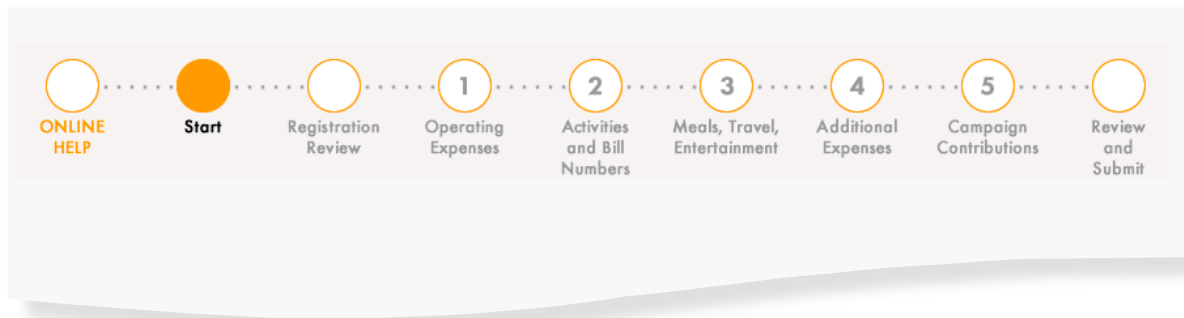 1 2 3 4 5
ONLINE Start Registration Operating Activities Meals, Travel, Additional Campaign Review
HELP Review Expenses and Bill Entertainment Expenses Contributions and
Numbers Submit